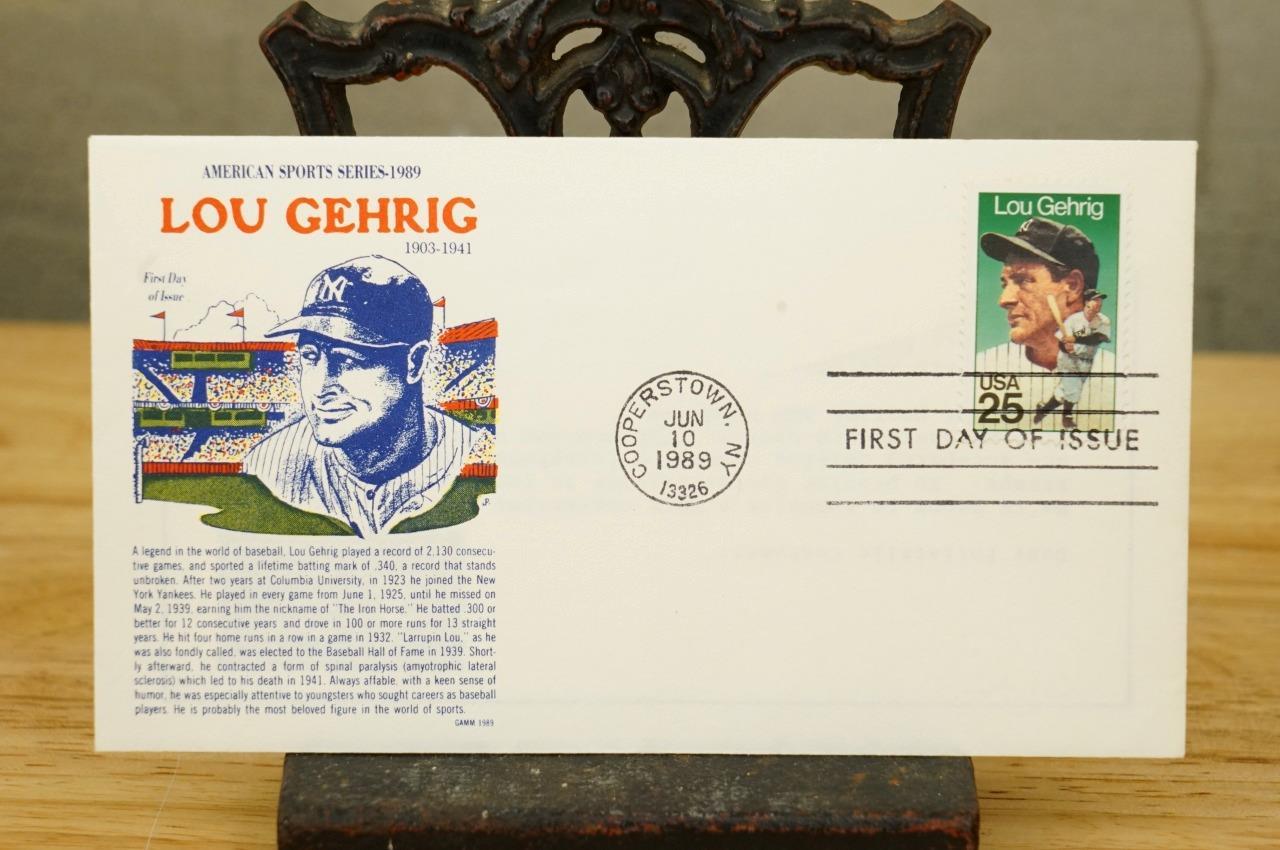 AMERICAN SPORTS SERIES-1989
LOU GEHRIG
1903-1941
First Day
of Issue
NY
A legend in the world of baseball, Lou Gehrig played a record of 2,130 consecu-
tive games, and sported a lifetime batting mark of .340, a record that stands
unbroken. After two years at Columbia University, in 1923 he joined the New
York Yankees. He played in every game from June 1, 1925, until he missed on
May 2, 1939, earning him the nickname of "The Iron Horse." He batted .300 or
better for 12 consecutive years and drove in 100 or more runs for 13 straight
years. He hit four home runs in a row in a game in 1932. "Larrupin Lou," as he
was also fondly called, was elected to the Baseball Hall of Fame in 1939. Short-
ly afterward, he contracted a form of spinal paralysis (amyotrophic lateral
sclerosis) which led to his death in 1941. Always affable, with a keen sense of
humor, he was especially attentive to youngsters who sought careers as baseball
players. He is probably the most beloved figure in the world of sports.
GAMM 1989
COOPERSTOWN, NY
JUN
10
1989
13326
Lou Gehrig
USA
25
FIRST DAY OF ISSUE